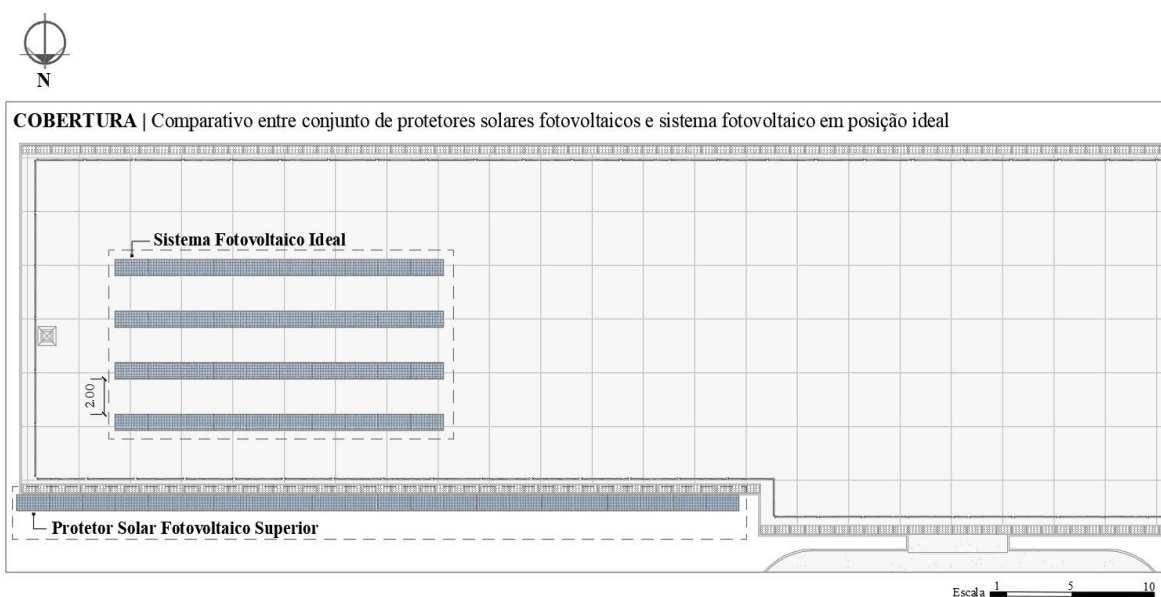 N
COBERTURA | Comparativo entre conjunto de protetores solares fotovoltaicos e sistema fotovoltaico em posição ideal
Sistema Fotovoltaico Ideal
2.00
Protetor Solar Fotovoltaico Superior
Escala 1 5 10